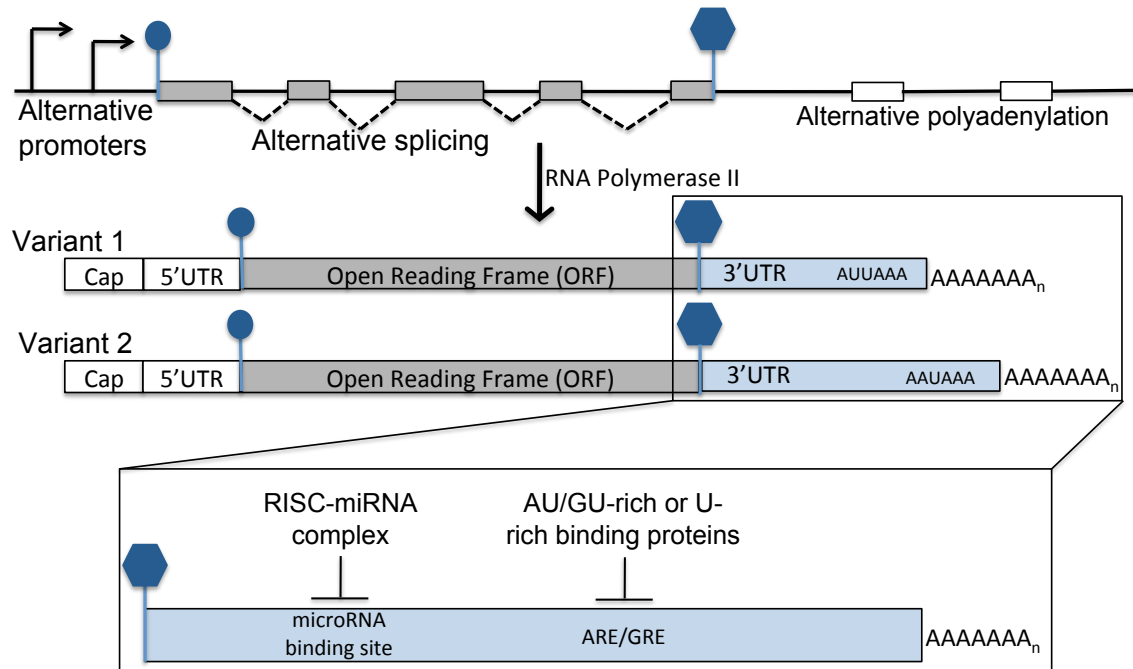 Alternative
promoters
Alternative splicing
Alternative polyadenylation
RNA Polymerase II
Variant 1
Cap 5'UTR Open Reading Frame (ORF) 3'UTR AUUAAA AAAAAAAn
Variant 2
Cap 5'UTR Open Reading Frame (ORF) 3'UTR AAUAAA AAAAAAAn
RISC-miRNA
complex
AU/GU-rich or U-
rich binding proteins
microRNA
binding site
ARE/GRE
AAAAAAAn